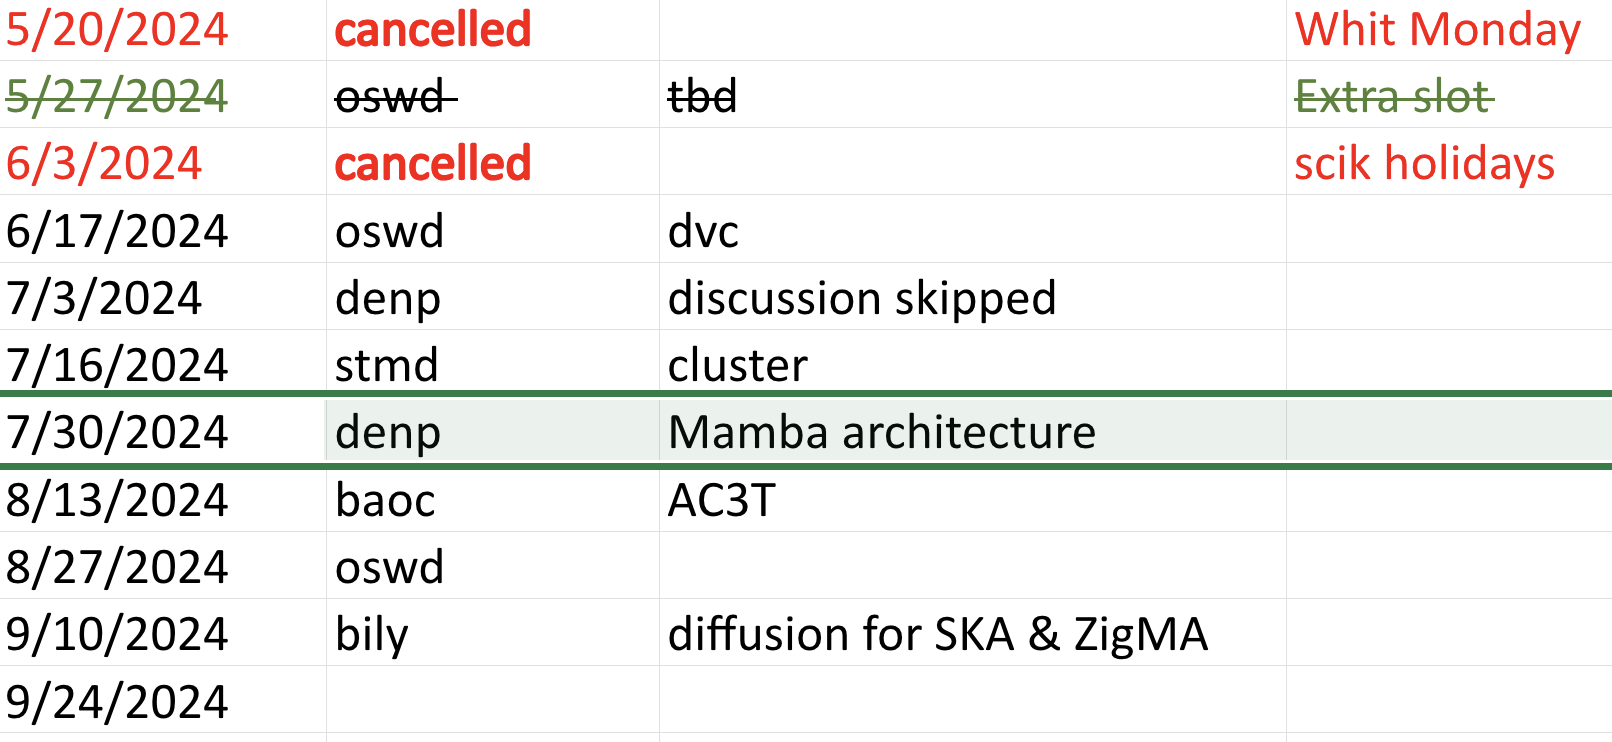 5/20/2024 cancelled Whit Monday
5/27/2024 oswd tbd Extra slot
6/3/2024 cancelled scik holidays
6/17/2024 oswd dvc
7/3/2024 denp discussion skipped
7/16/2024 stmd cluster
7/30/2024 denp Mamba architecture
8/13/2024 baoc AC3T
8/27/2024 oswd
9/10/2024 bily diffusion for SKA & ZigMA
9/24/2024